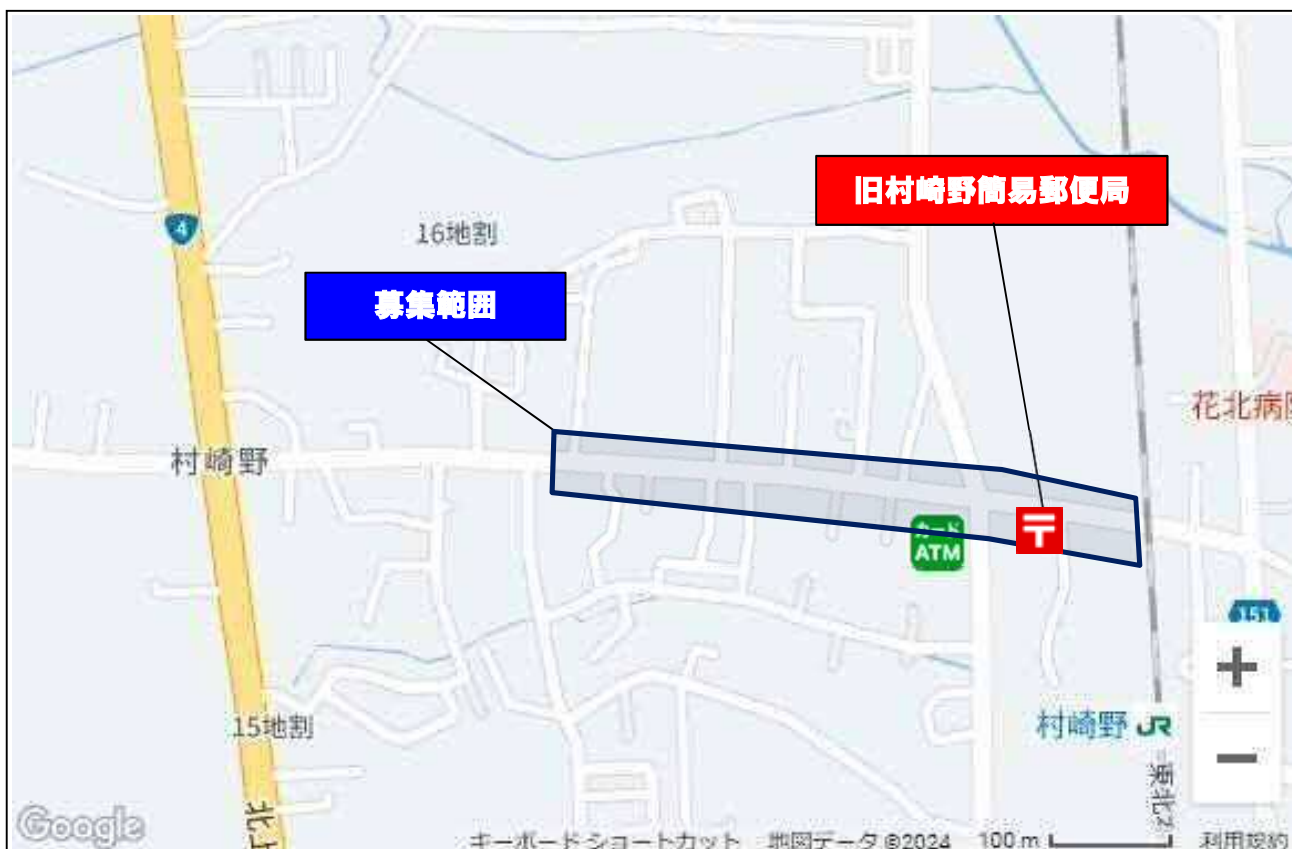 旧村崎野簡易郵便局
4
16地割
募集範囲
花北病
村崎野
カード
ATM
〒
151
+
15地割
村崎野 JR
−
東北
北上
Google
キーボード ショートカット 地図データ ©2024 100 m 利用規約